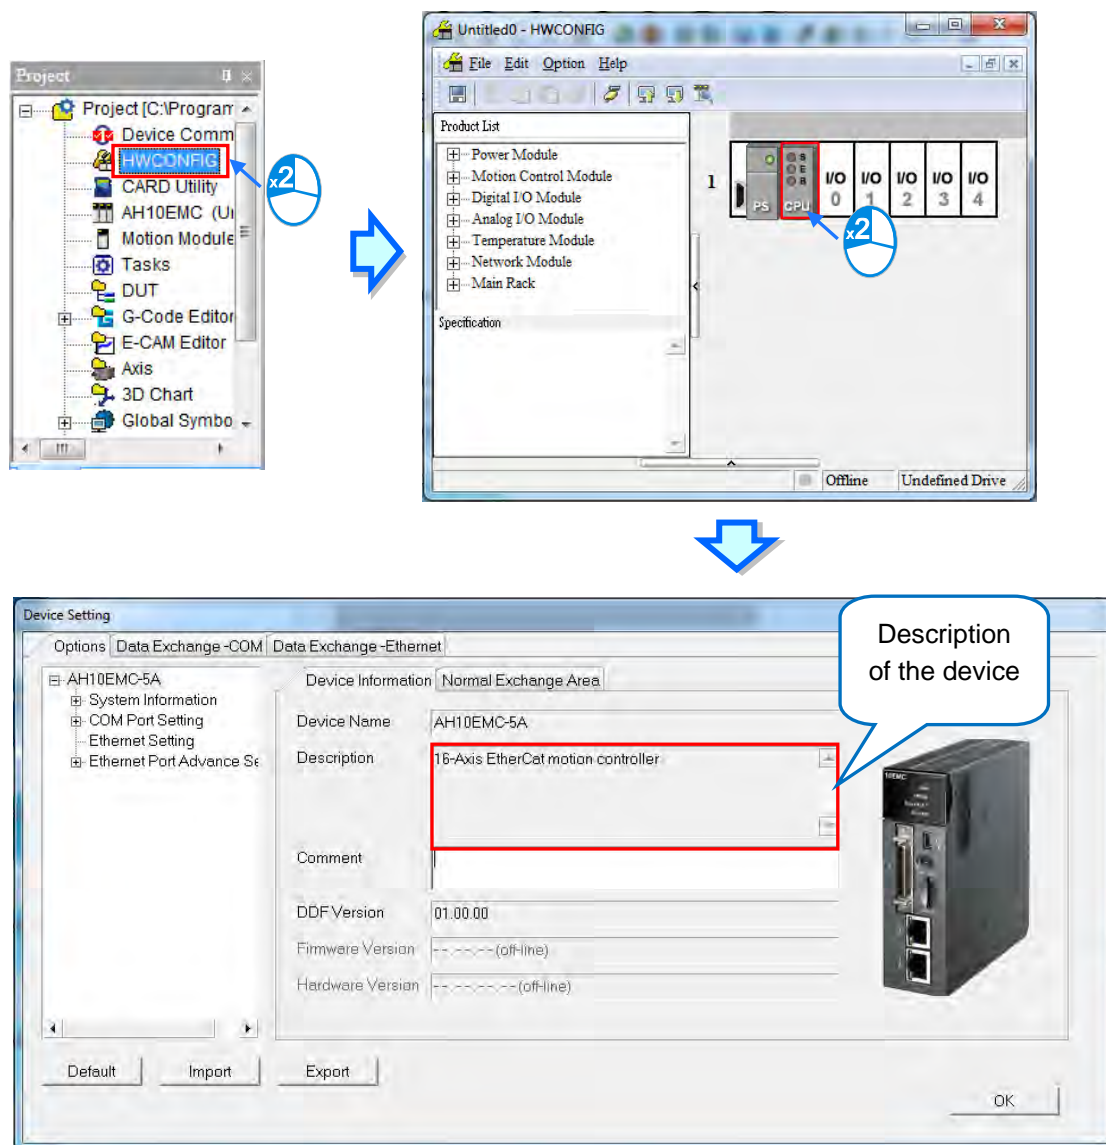 Project
Project [C:\Program
Device Comm
HWCONFIG
CARD Utility
AH10EMC (Ui
Motion Module
Tasks
DUT
G-Code Editor
E-CAM Editor
Axis
3D Chart
Global Symbo
x2
Untitled0 - HWCONFIG
File Edit Option Help
Product List
Power Module
Motion Control Module
Digital I/O Module
Analog I/O Module
Temperature Module
Network Module
Main Rack
Specification
1
PS
S
E
B
CPU
I/O 0
I/O 1
I/O 2
I/O 3
I/O 4
x2
Offline Undefined Drive
Device Setting
Options Data Exchange -COM Data Exchange -Ethernet
AH10EMC-5A
System Information
COM Port Setting
Ethernet Setting
Ethernet Port Advance Se
Device Information Normal Exchange Area
Device Name AH10EMC-5A
Description 16-Axis EtherCat motion controller
Comment
DDF Version 01.00.00
Firmware Version --.--.--(off-line)
Hardware Version --.--.--.--(off-line)
Description
of the device
10EMC
Default Import Export
OK